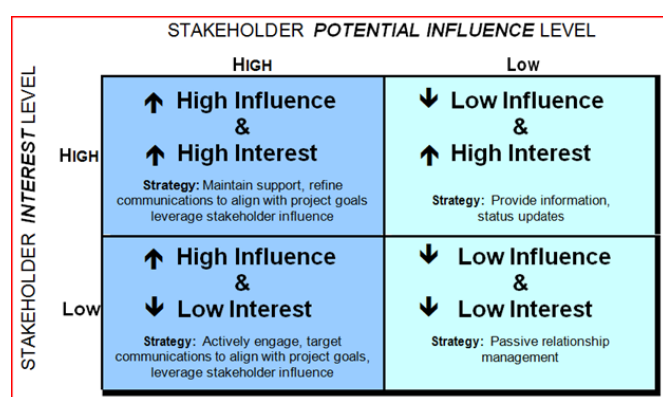 STAKEHOLDER POTENTIAL INFLUENCE LEVEL
HIGH
LOW
STAKEHOLDER INTEREST LEVEL
HIGH
↑ High Influence
&
↑ High Interest
Strategy: Maintain support, refine
communications to align with project goals
leverage stakeholder influence
↓ Low Influence
&
↑ High Interest
Strategy: Provide information,
status updates
LOW
↑ High Influence
&
↓ Low Interest
Strategy: Actively engage, target
communications to align with project goals,
leverage stakeholder influence
↓ Low Influence
&
↓ Low Interest
Strategy: Passive relationship
management